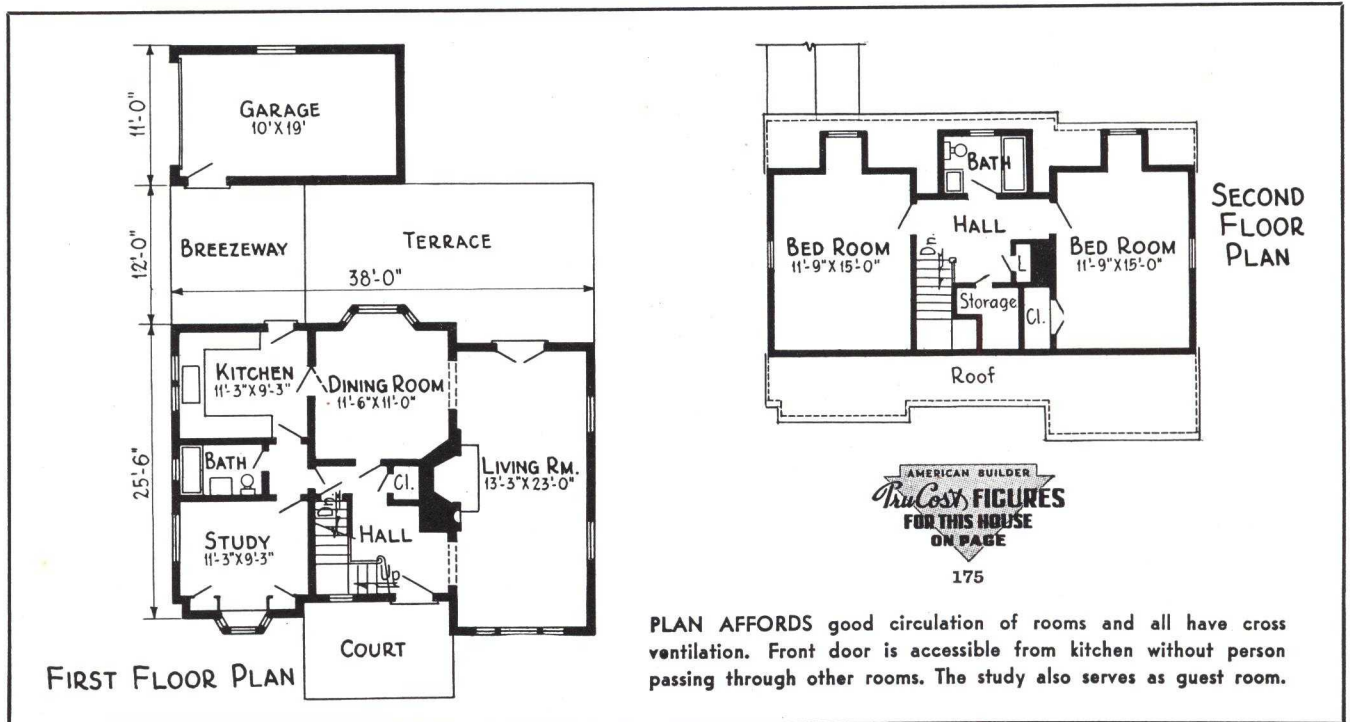 11'-0"
GARAGE
10'X19'
12'-0"
BREEZEWAY
TERRACE
38'-0"
25'-6"
KITCHEN
11'-3"X9'-3"
DINING ROOM
11'-6"X11'-0"
BATH
Cl.
LIVING RM.
13'-3"X23'-0"
Dn.
HALL
STUDY
11'-3"X9'-3"
Up
COURT
FIRST FLOOR PLAN
BATH
HALL
BED ROOM
11'-9"X15'-0"
Dn.
L
BED ROOM
11'-9"X15'-0"
Storage
Cl.
Roof
SECOND
FLOOR
PLAN
AMERICAN BUILDER
TruCost FIGURES
FOR THIS HOUSE
ON PAGE
175
PLAN AFFORDS good circulation of rooms and all have cross
ventilation. Front door is accessible from kitchen without person
passing through other rooms. The study also serves as guest room.